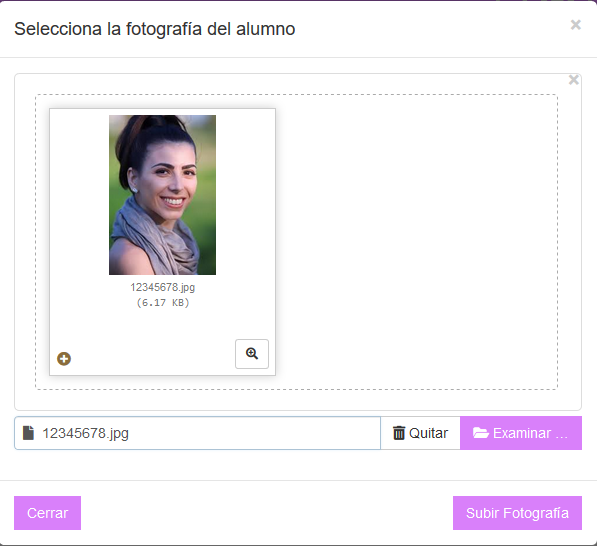 Selecciona la fotografía del alumno
×
×
12345678.jpg
(6.17 KB)
12345678.jpg
Quitar
Examinar ...
Cerrar
Subir Fotografía